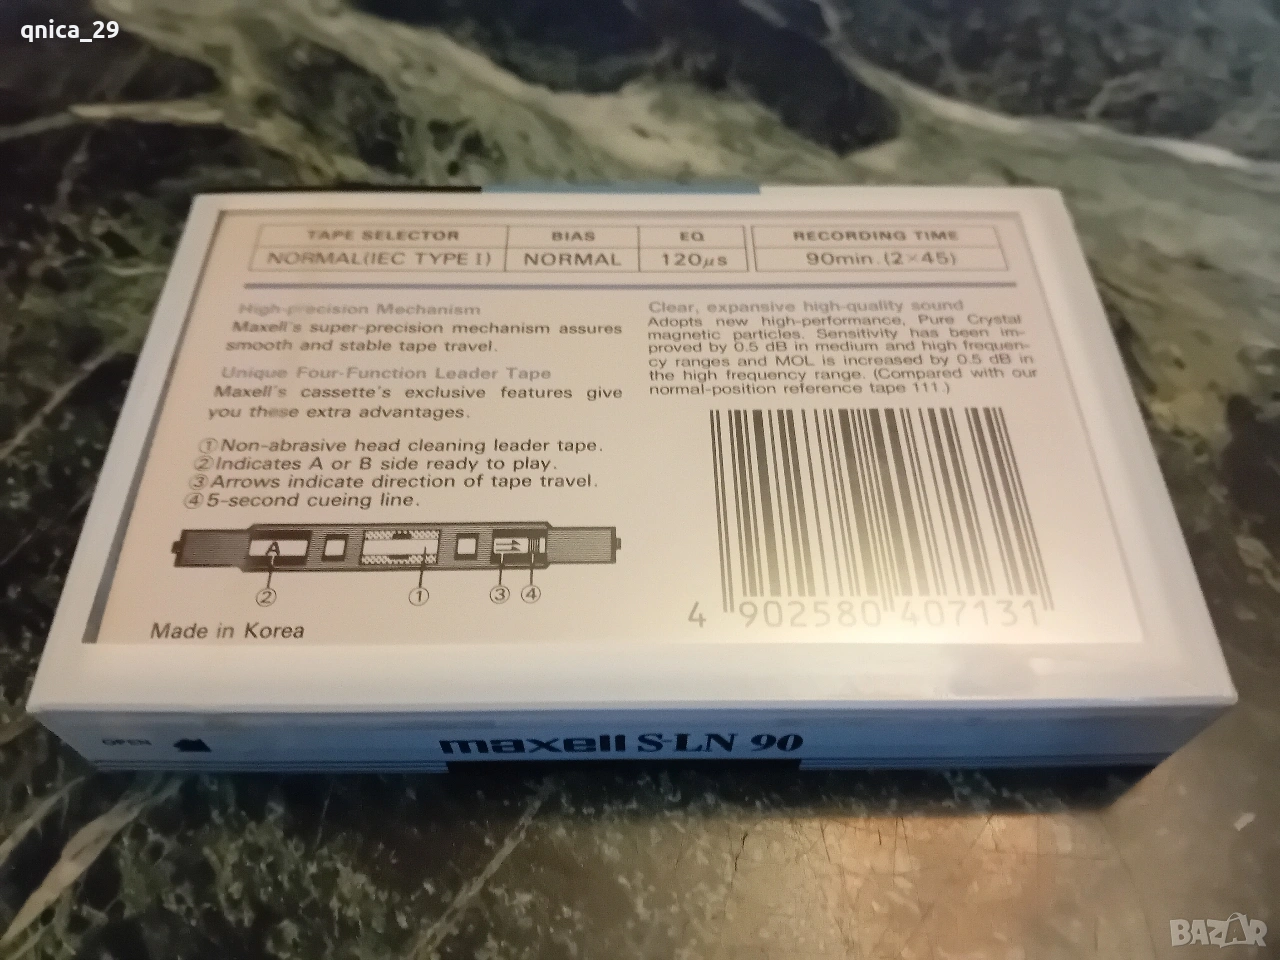 qnica_29
TAPE SELECTOR BIAS EQ RECORDING TIME
NORMAL(IEC TYPE I) NORMAL 120μs 90min.(2×45)
High-precision Mechanism
Maxell's super-precision mechanism assures
smooth and stable tape travel.
Unique Four-Function Leader Tape
Maxell's cassette's exclusive features give
you these extra advantages.
①Non-abrasive head cleaning leader tape.
②Indicates A or B side ready to play.
③Arrows indicate direction of tape travel.
④5-second cueing line.
A
② ① ③ ④
Made in Korea
Clear, expansive high-quality sound
Adopts new high-performance, Pure Crystal
magnetic particles. Sensitivity has been im-
proved by 0.5 dB in medium and high frequen-
cy ranges and MOL is increased by 0.5 dB in
the high frequency range. (Compared with our
normal-position reference tape 111.)
4 902580 407131
OPEN maxell S-LN 90
BAZAR